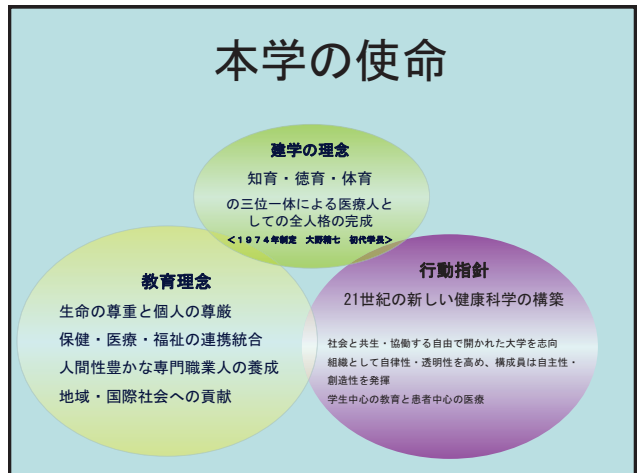 本学の使命
建学の理念
知育・徳育・体育
の三位一体による医療人と
しての全人格の完成
<1974年制定 大野精七 初代学長>
教育理念
生命の尊重と個人の尊厳
保健・医療・福祉の連携統合
人間性豊かな専門職業人の養成
地域・国際社会への貢献
行動指針
21世紀の新しい健康科学の構築
社会と共生・協働する自由で開かれた大学を志向
組織として自律性・透明性を高め、構成員は自主性・
創造性を発揮
学生中心の教育と患者中心の医療